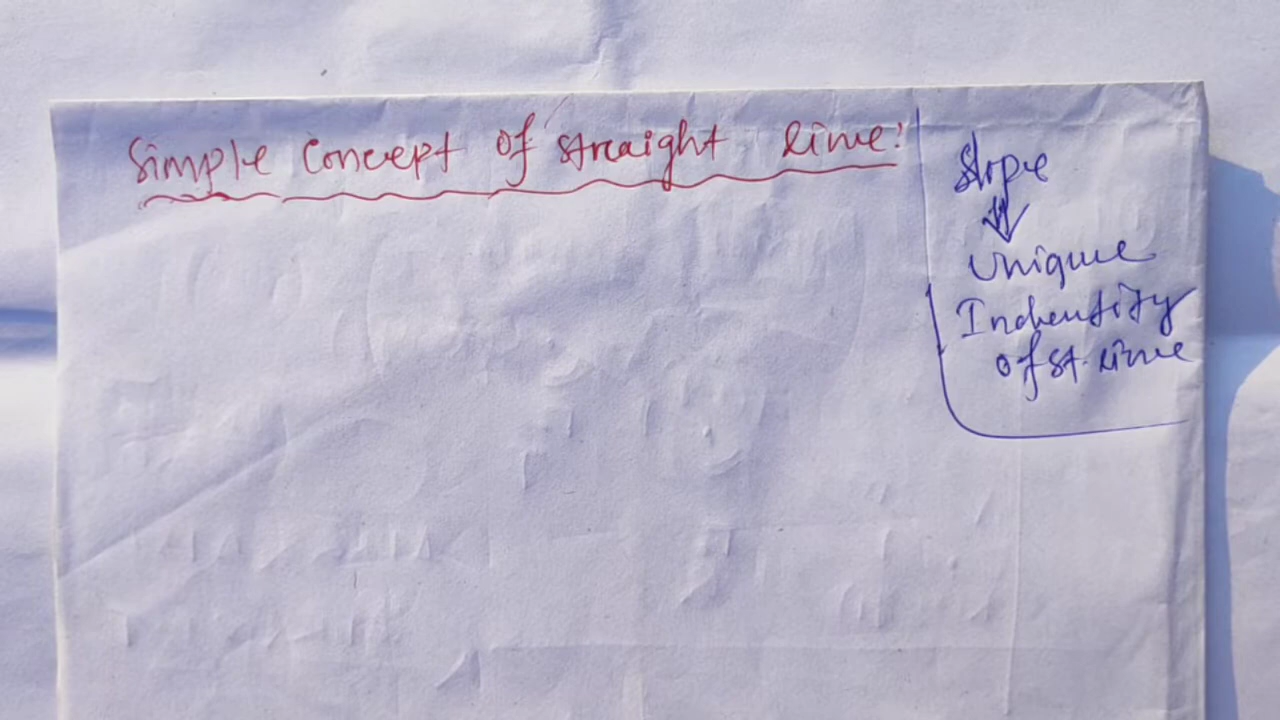 Simple Concept of straight line:
Slope
Unique
Indentity
of st. line